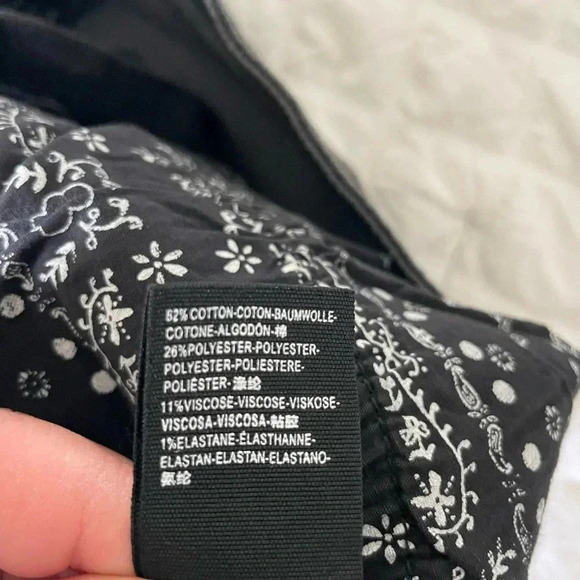 62% COTTON-COTON-BAUMWOLLE-
COTONE-ALGODÓN-棉
26%POLYESTER-POLYESTER-
POLYESTER-POLIESTERE-
POLIÉSTER-涤纶
11%VISCOSE-VISCOSE-VISKOSE-
VISCOSA-VISCOSA-粘胶
1%ELASTANE-ÉLASTHANNE-
ELASTAN-ELASTAN-ELASTANO-
氨纶